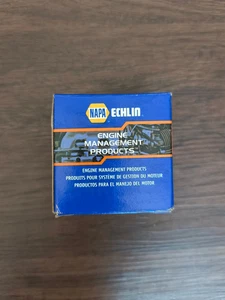 NAPA ECHLIN
ENGINE
MANAGEMENT
PRODUCTS
ENGINE MANAGEMENT PRODUCTS
PRODUITS POUR SYSTÈME DE GESTION DU MOTEUR
PRODUCTOS PARA EL MANEJO DEL MOTOR